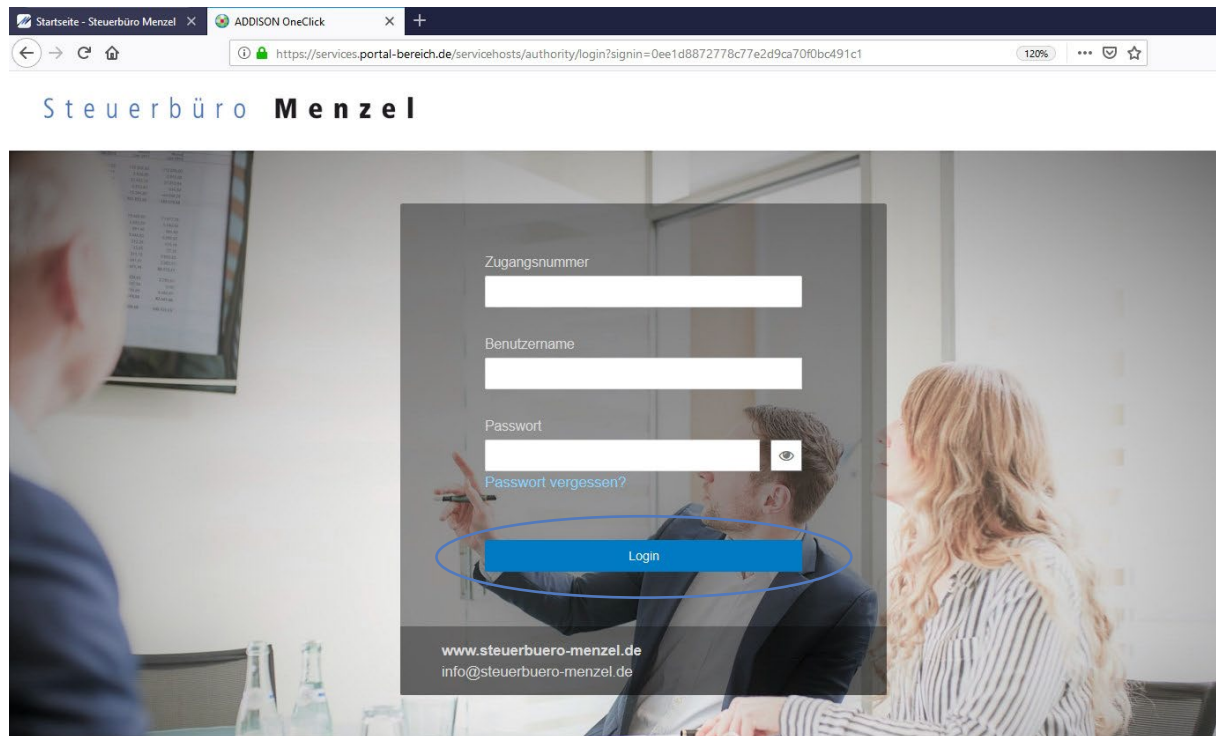 Startseite - Steuerbüro Menzel
ADDISON OneClick
https://services.portal-bereich.de/servicehosts/authority/login?signin=0ee1d8872778c77e2d9ca70f0bc491c1
120%
Steuerbüro Menzel
Zugangsnummer
Benutzername
Passwort
Passwort vergessen?
Login
www.steuerbuero-menzel.de
info@steuerbuero-menzel.de